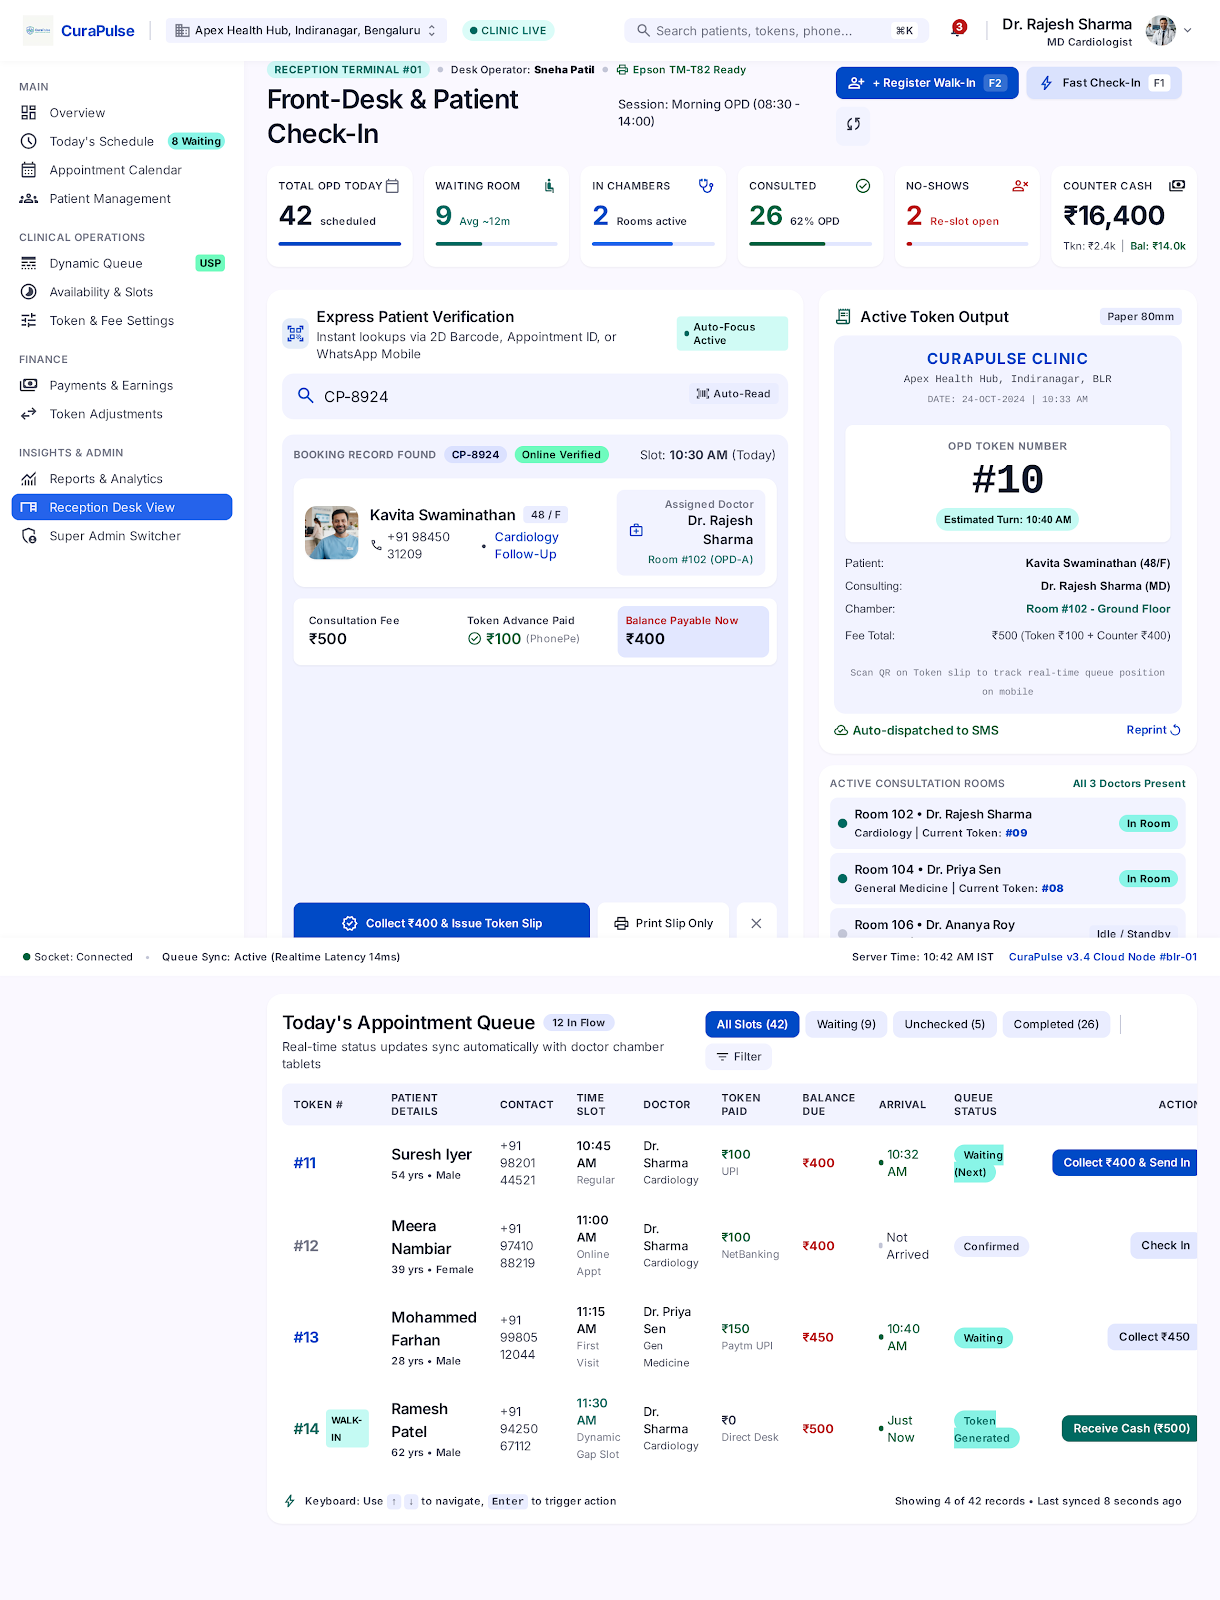 CuraPulse
Apex Health Hub, Indiranagar, Bengaluru
CLINIC LIVE
Search patients, tokens, phone...
⌘K
3
Dr. Rajesh Sharma
MD Cardiologist
MAIN
Overview
Today's Schedule
8 Waiting
Appointment Calendar
Patient Management
CLINICAL OPERATIONS
Dynamic Queue
USP
Availability & Slots
Token & Fee Settings
FINANCE
Payments & Earnings
Token Adjustments
INSIGHTS & ADMIN
Reports & Analytics
Reception Desk View
Super Admin Switcher
RECEPTION TERMINAL #01
Desk Operator: Sneha Patil
Epson TM-T82 Ready
Front-Desk & Patient
Check-In
Session: Morning OPD (08:30 -
14:00)
+ Register Walk-In F2
Fast Check-In F1
TOTAL OPD TODAY
42 scheduled
WAITING ROOM
9 Avg ~12m
IN CHAMBERS
2 Rooms active
CONSULTED
26 62% OPD
NO-SHOWS
2 Re-slot open
COUNTER CASH
₹16,400
Tkn: ₹2.4k | Bal: ₹14.0k
Express Patient Verification
Instant lookups via 2D Barcode, Appointment ID, or
WhatsApp Mobile
Auto-Focus
Active
CP-8924
Auto-Read
BOOKING RECORD FOUND
CP-8924
Online Verified
Slot: 10:30 AM (Today)
Kavita Swaminathan
48 / F
+91 98450
31209
• Cardiology
Follow-Up
Assigned Doctor
Dr. Rajesh
Sharma
Room #102 (OPD-A)
Consultation Fee
₹500
Token Advance Paid
₹100 (PhonePe)
Balance Payable Now
₹400
Collect ₹400 & Issue Token Slip
Print Slip Only
Active Token Output
Paper 80mm
CURAPULSE CLINIC
Apex Health Hub, Indiranagar, BLR
DATE: 24-OCT-2024 | 10:33 AM
OPD TOKEN NUMBER
#10
Estimated Turn: 10:40 AM
Patient: Kavita Swaminathan (48/F)
Consulting: Dr. Rajesh Sharma (MD)
Chamber: Room #102 - Ground Floor
Fee Total: ₹500 (Token ₹100 + Counter ₹400)
Scan QR on Token slip to track real-time queue position
on mobile
Auto-dispatched to SMS
Reprint
ACTIVE CONSULTATION ROOMS
All 3 Doctors Present
Room 102 • Dr. Rajesh Sharma
Cardiology | Current Token: #09
In Room
Room 104 • Dr. Priya Sen
General Medicine | Current Token: #08
In Room
Room 106 • Dr. Ananya Roy
Idle / Standby
Socket: Connected
Queue Sync: Active (Realtime Latency 14ms)
Server Time: 10:42 AM IST
CuraPulse v3.4 Cloud Node #blr-01
Today's Appointment Queue
12 In Flow
Real-time status updates sync automatically with doctor chamber
tablets
All Slots (42)
Waiting (9)
Unchecked (5)
Completed (26)
Filter
TOKEN #
PATIENT
DETAILS
CONTACT
TIME
SLOT
DOCTOR
TOKEN
PAID
BALANCE
DUE
ARRIVAL
QUEUE
STATUS
ACTION
#11
Suresh Iyer
54 yrs • Male
+91
98201
44521
10:45
AM
Regular
Dr.
Sharma
Cardiology
₹100
UPI
₹400
10:32
AM
Waiting
(Next)
Collect ₹400 & Send In
#12
Meera
Nambiar
39 yrs • Female
+91
97410
88219
11:00
AM
Online
Appt
Dr.
Sharma
Cardiology
₹100
NetBanking
₹400
Not
Arrived
Confirmed
Check In
#13
Mohammed
Farhan
28 yrs • Male
+91
99805
12044
11:15
AM
First
Visit
Dr. Priya
Sen
Gen
Medicine
₹150
Paytm UPI
₹450
10:40
AM
Waiting
Collect ₹450
#14
WALK-
IN
Ramesh
Patel
62 yrs • Male
+91
94250
67112
11:30
AM
Dynamic
Gap Slot
Dr.
Sharma
Cardiology
₹0
Direct Desk
₹500
Just
Now
Token
Generated
Receive Cash (₹500)
Keyboard: Use ↑ ↓ to navigate, Enter to trigger action
Showing 4 of 42 records • Last synced 8 seconds ago